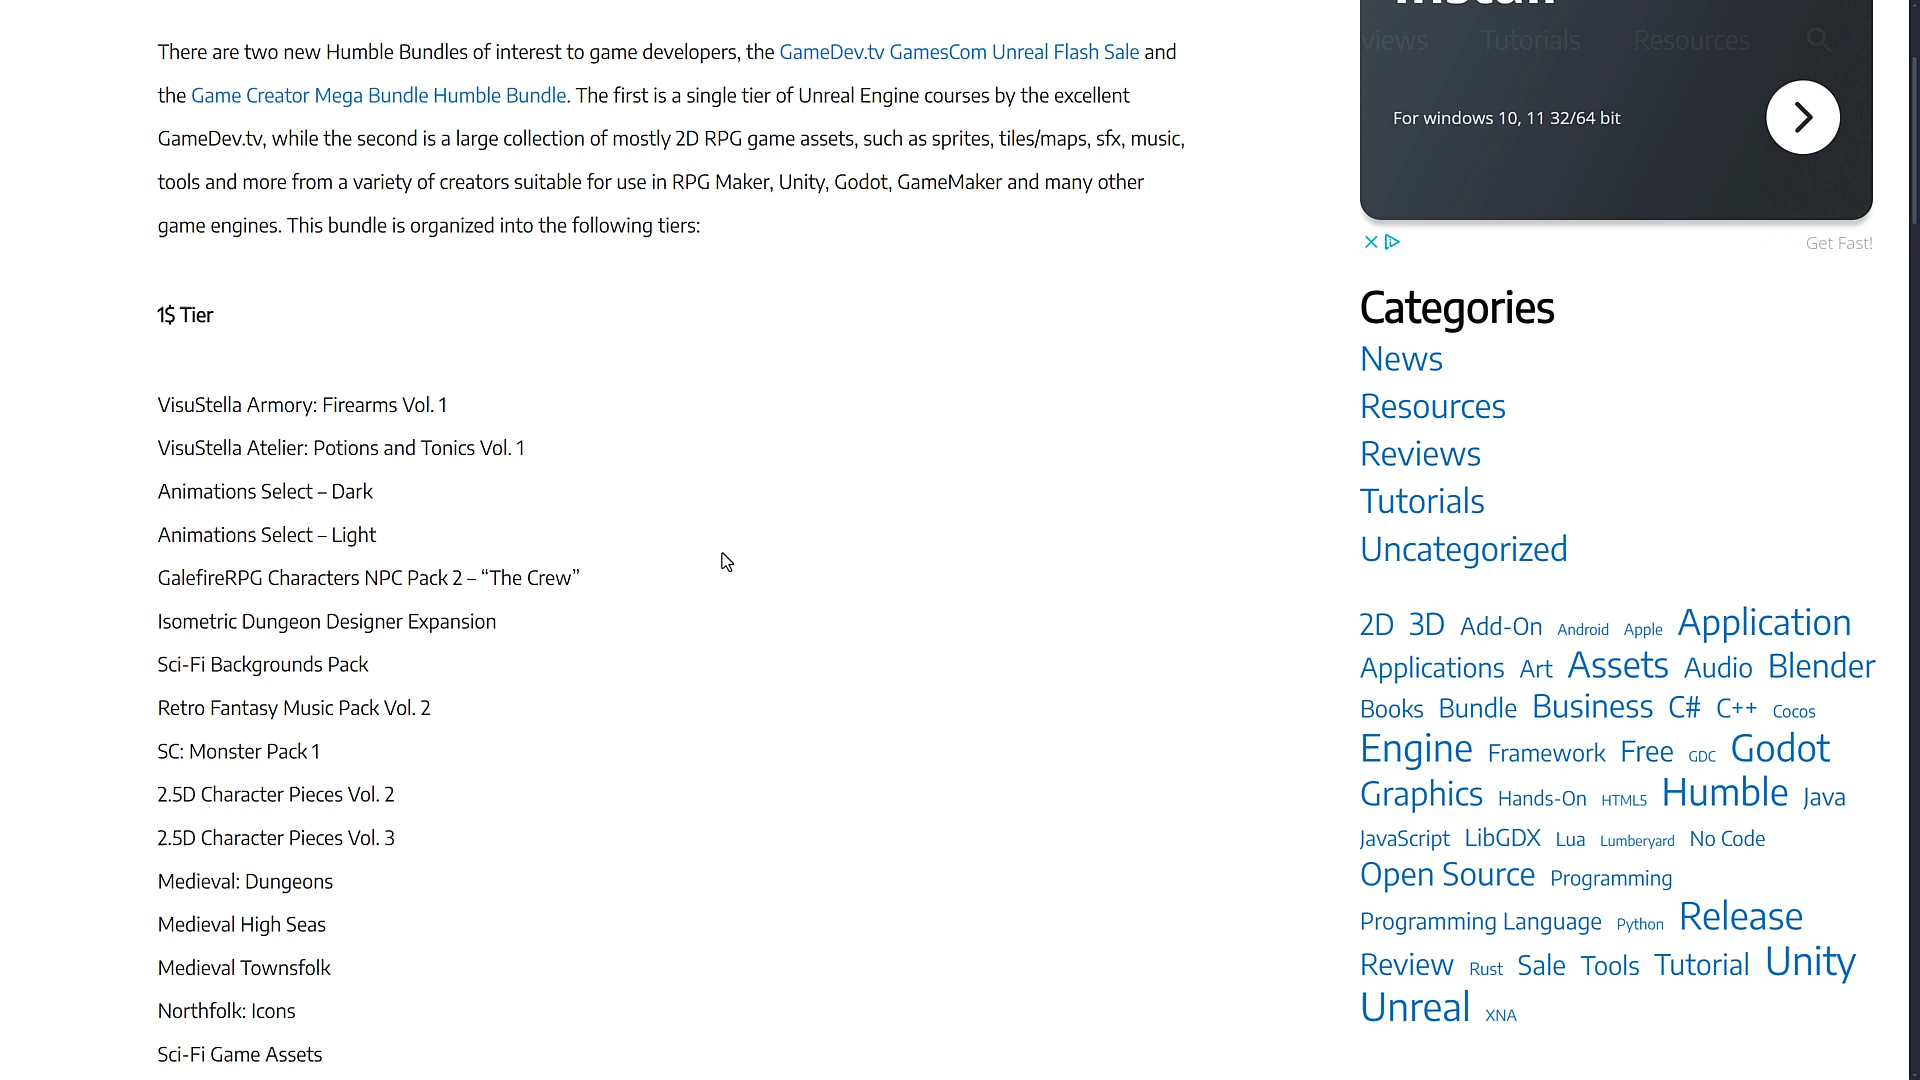 There are two new Humble Bundles of interest to game developers, the GameDev.tv GamesCom Unreal Flash Sale and
the Game Creator Mega Bundle Humble Bundle. The first is a single tier of Unreal Engine courses by the excellent
GameDev.tv, while the second is a large collection of mostly 2D RPG game assets, such as sprites, tiles/maps, sfx, music,
tools and more from a variety of creators suitable for use in RPG Maker, Unity, Godot, GameMaker and many other
game engines. This bundle is organized into the following tiers:
1$ Tier
VisuStella Armory: Firearms Vol. 1
VisuStella Atelier: Potions and Tonics Vol. 1
Animations Select – Dark
Animations Select – Light
GalefireRPG Characters NPC Pack 2 – “The Crew”
Isometric Dungeon Designer Expansion
Sci-Fi Backgrounds Pack
Retro Fantasy Music Pack Vol. 2
SC: Monster Pack 1
2.5D Character Pieces Vol. 2
2.5D Character Pieces Vol. 3
Medieval: Dungeons
Medieval High Seas
Medieval Townsfolk
Northfolk: Icons
Sci-Fi Game Assets
views Tutorials Resources
For windows 10, 11 32/64 bit
Get Fast!
Categories
News
Resources
Reviews
Tutorials
Uncategorized
2D 3D Add-On Android Apple Application
Applications Art Assets Audio Blender
Books Bundle Business C# C++ Cocos
Engine Framework Free GDC Godot
Graphics Hands-On HTML5 Humble Java
JavaScript LibGDX Lua Lumberyard No Code
Open Source Programming
Programming Language Python Release
Review Rust Sale Tools Tutorial Unity
Unreal XNA